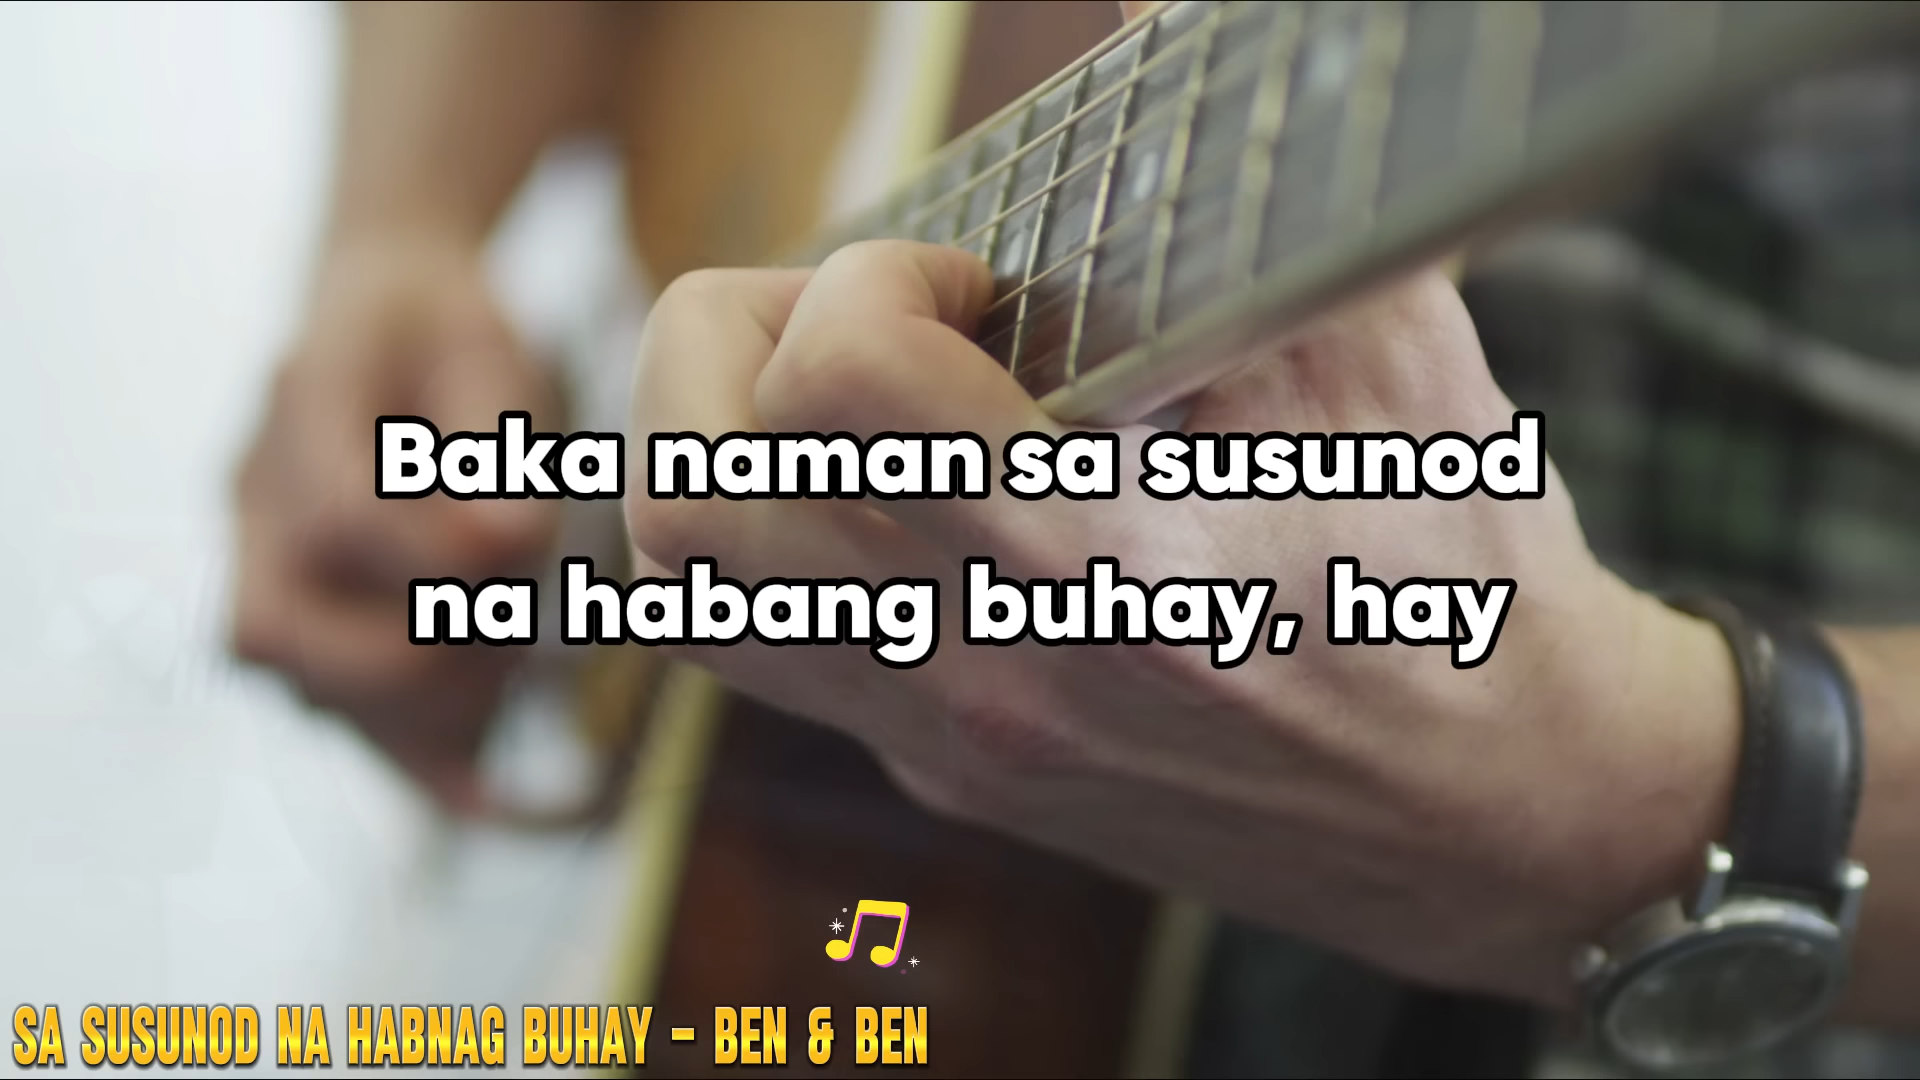 Baka naman sa susunod
na habang buhay, hay
SA SUSUNOD NA HABNAG BUHAY - BEN & BEN